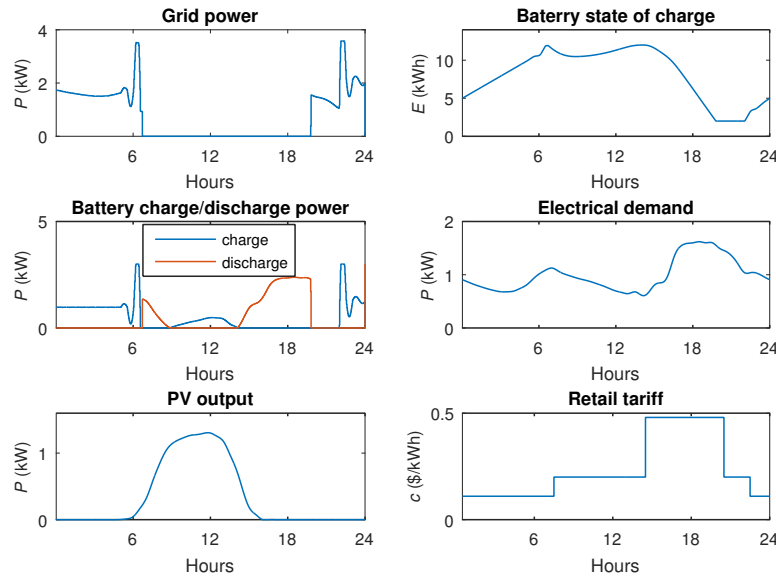 Grid power
4
2
0
P (kW)
6 12 18 24
Hours
Baterry state of charge
10
5
0
E (kWh)
6 12 18 24
Hours
Battery charge/discharge power
5
0
P (kW)
charge
discharge
6 12 18 24
Hours
Electrical demand
2
1
0
P (kW)
6 12 18 24
Hours
PV output
1
0
P (kW)
6 12 18 24
Hours
Retail tariff
0.5
0
c ($/kWh)
6 12 18 24
Hours